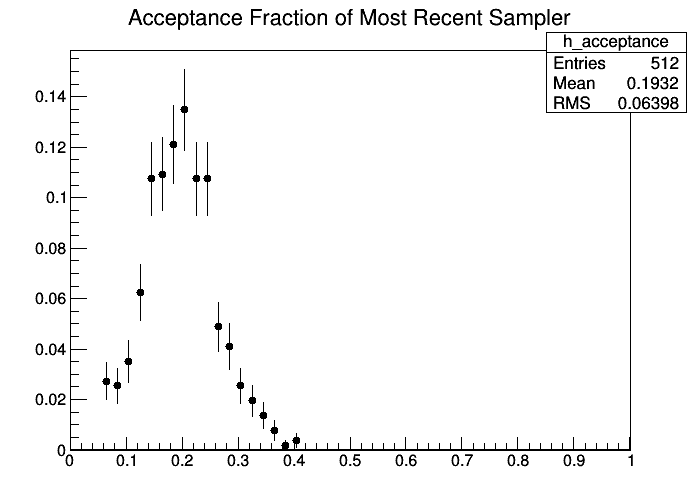 Acceptance Fraction of Most Recent Sampler
h_acceptance
Entries 512
Mean 0.1932
RMS 0.06398
0.14
0.12
0.1
0.08
0.06
0.04
0.02
0
0 0.1 0.2 0.3 0.4 0.5 0.6 0.7 0.8 0.9 1